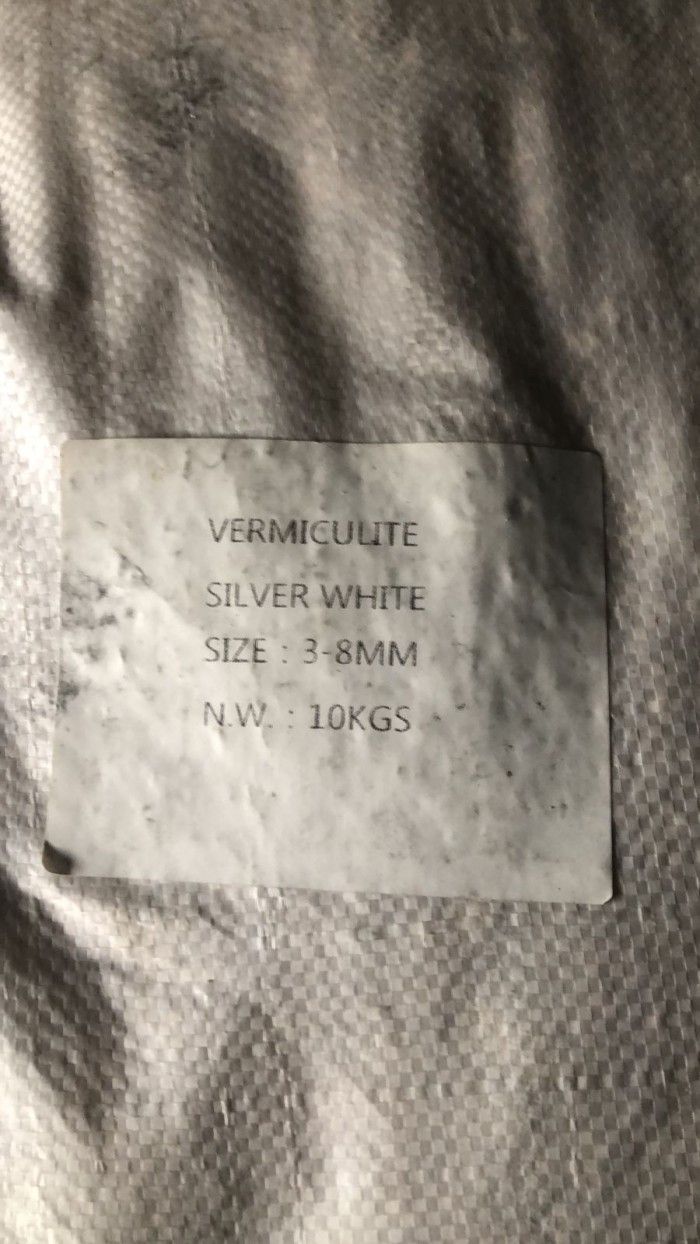 VERMICULITE
SILVER WHITE
SIZE : 3-8MM
N.W. : 10KGS